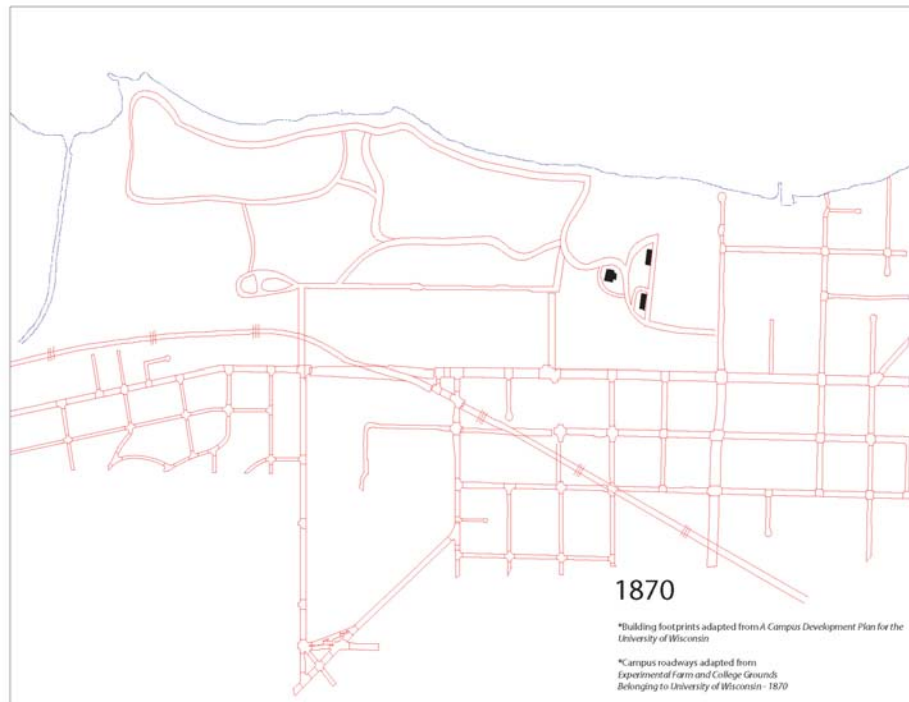 1870
*Building footprints adapted from A Campus Development Plan for the
University of Wisconsin
*Campus roadways adapted from
Experimental Farm and College Grounds
Belonging to University of Wisconsin - 1870